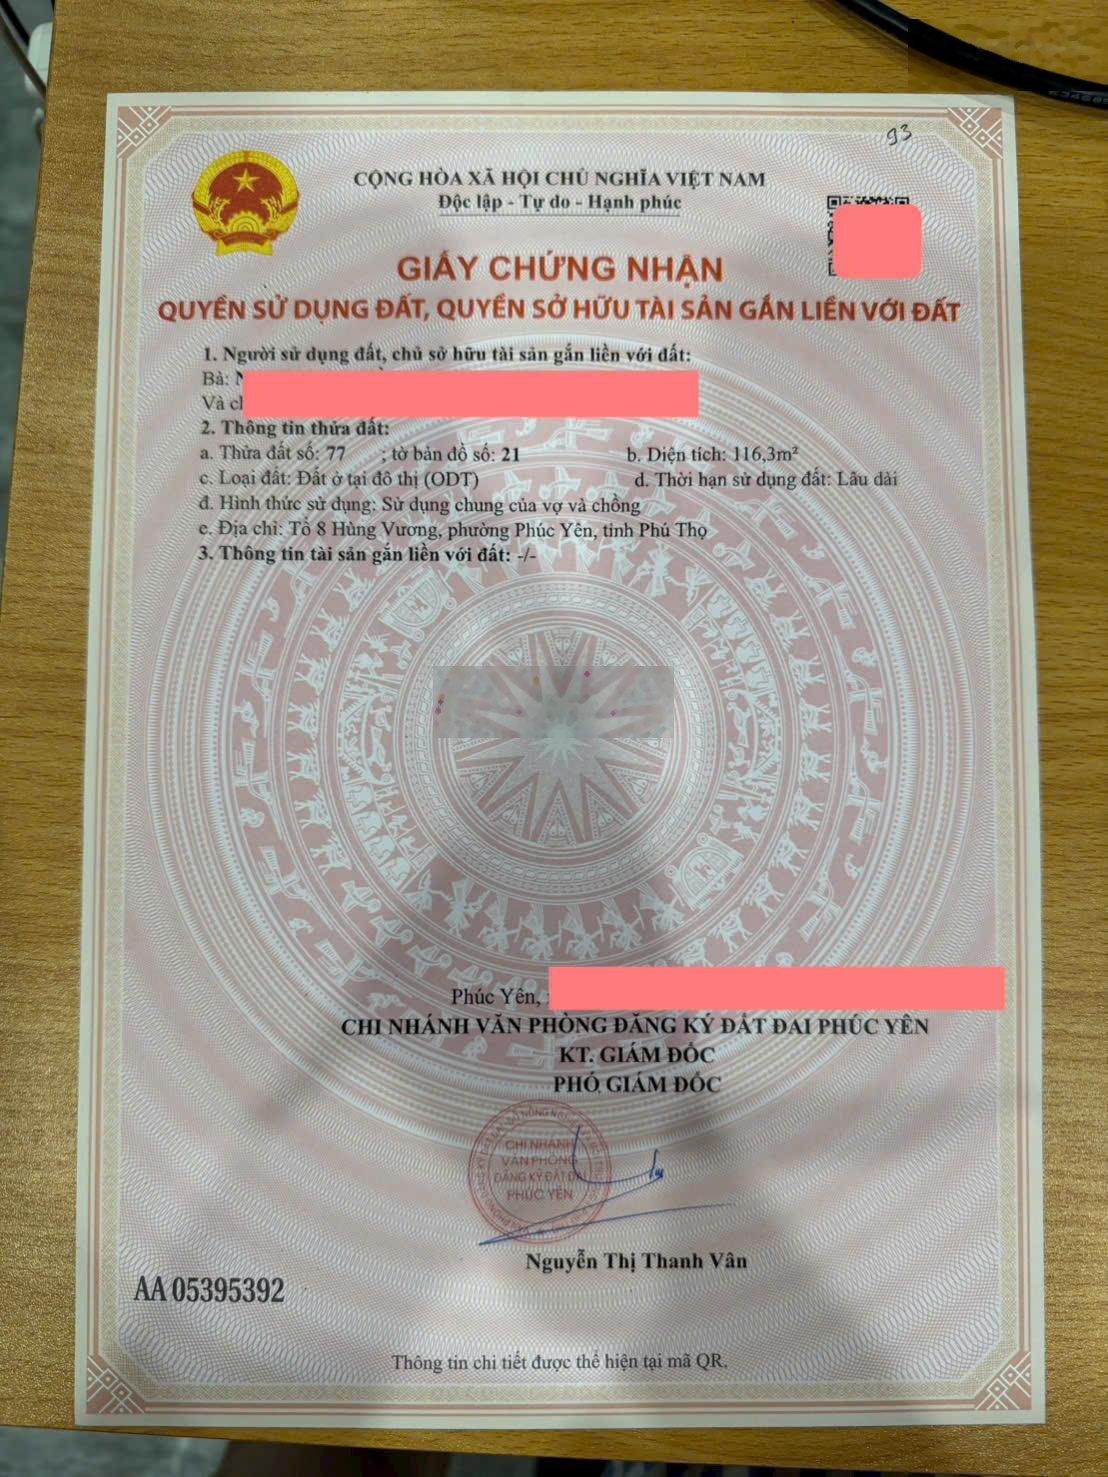 93
CỘNG HÒA XÃ HỘI CHỦ NGHĨA VIỆT NAM
Độc lập - Tự do - Hạnh phúc
GIẤY CHỨNG NHẬN
QUYỀN SỬ DỤNG ĐẤT, QUYỀN SỞ HỮU TÀI SẢN GẮN LIỀN VỚI ĐẤT
1. Người sử dụng đất, chủ sở hữu tài sản gắn liền với đất:
Bà:
Và
2. Thông tin thửa đất:
a. Thửa đất số: 77 ; tờ bản đồ số: 21 b. Diện tích: 116,3m²
c. Loại đất: Đất ở tại đô thị (ODT) d. Thời hạn sử dụng đất: Lâu dài
đ. Hình thức sử dụng: Sử dụng chung của vợ và chồng
e. Địa chỉ: Tổ 8 Hùng Vương, phường Phúc Yên, tỉnh Phú Thọ
3. Thông tin tài sản gắn liền với đất: -/-
Phúc Yên,
CHI NHÁNH VĂN PHÒNG ĐĂNG KÝ ĐẤT ĐAI PHÚC YÊN
KT. GIÁM ĐỐC
PHÓ GIÁM ĐỐC
CHI NHÁNH
VĂN PHÒNG
ĐĂNG KÝ ĐẤT ĐAI
PHÚC YÊN
Nguyễn Thị Thanh Vân
AA 05395392
Thông tin chi tiết được thể hiện tại mã QR.